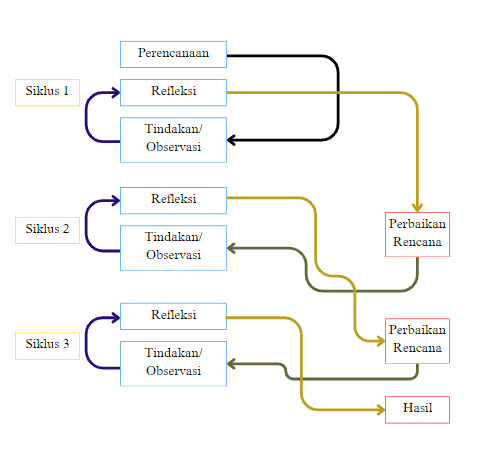 Perencanaan
Siklus 1
Refleksi
Tindakan/
Observasi
Siklus 2
Refleksi
Tindakan/
Observasi
Perbaikan
Rencana
Siklus 3
Refleksi
Tindakan/
Observasi
Perbaikan
Rencana
Hasil